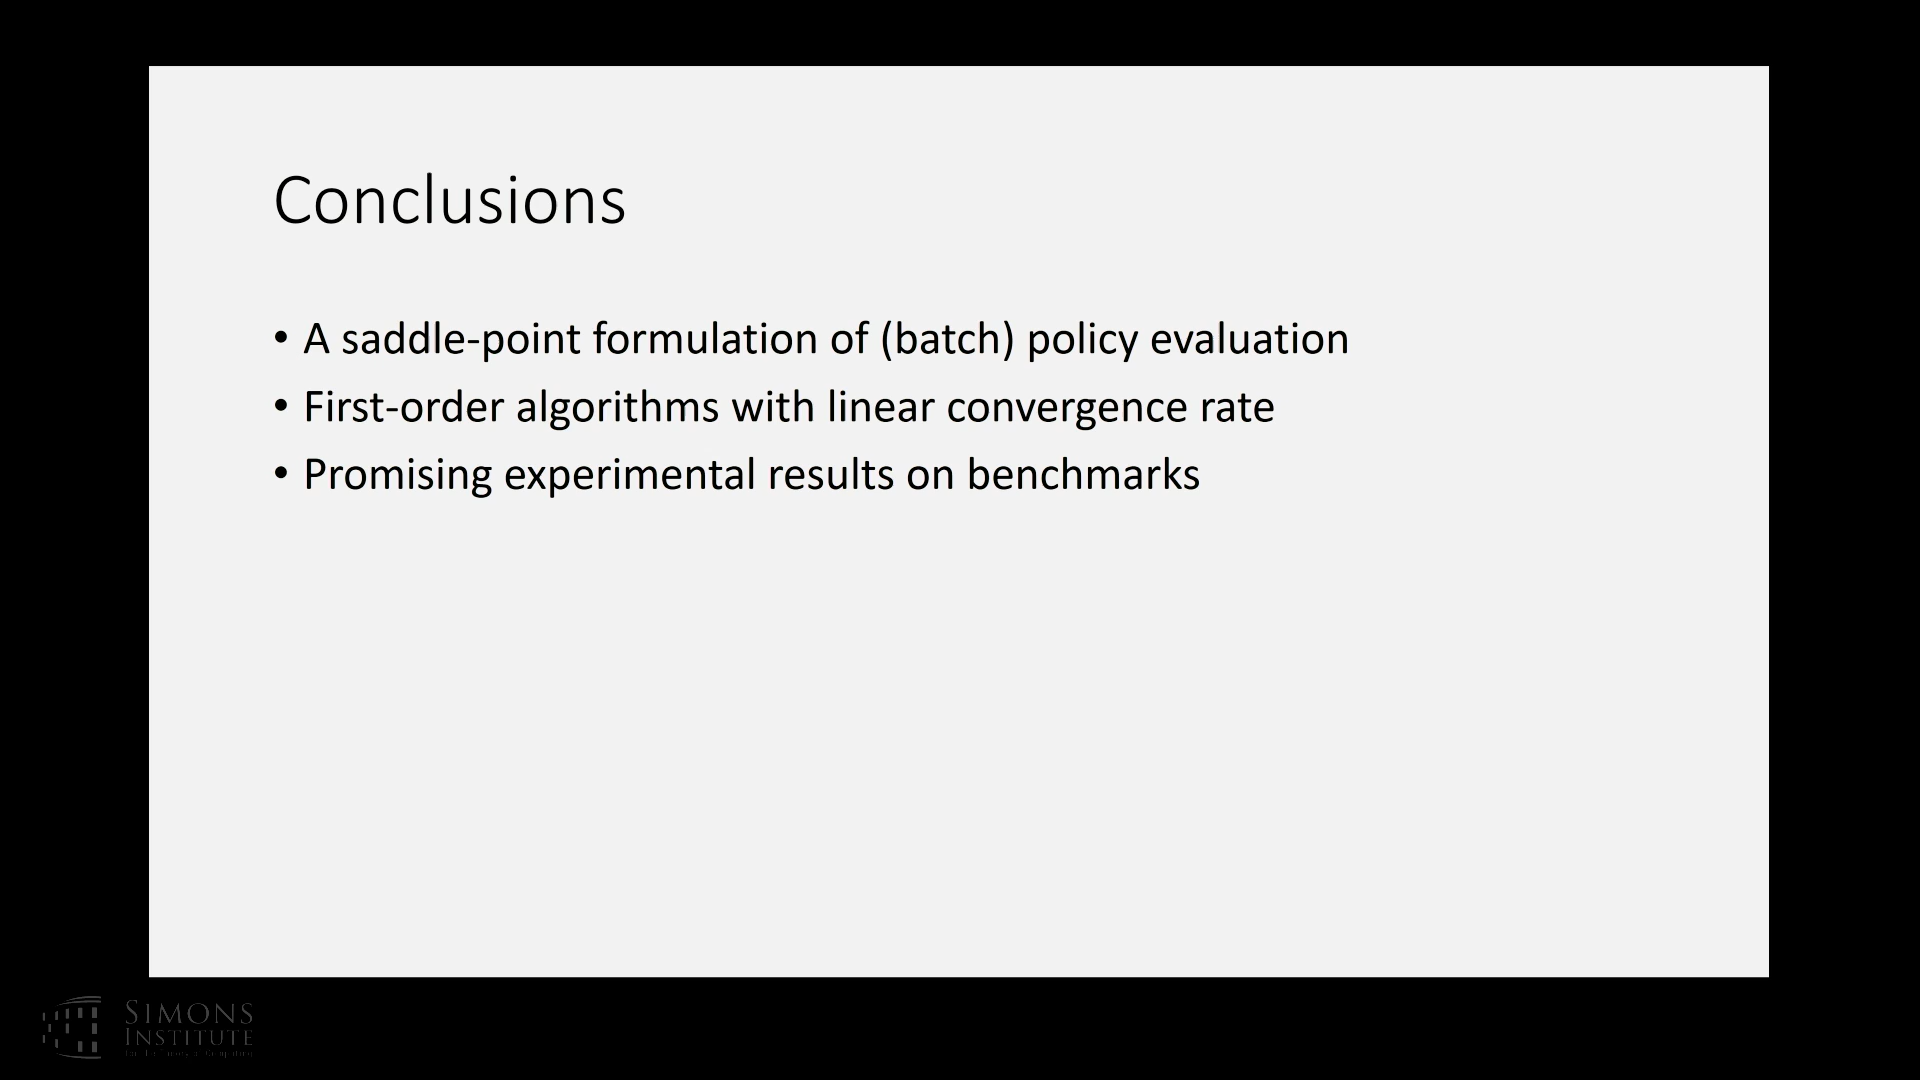 Conclusions
• A saddle-point formulation of (batch) policy evaluation
• First-order algorithms with linear convergence rate
• Promising experimental results on benchmarks
SIMONS
INSTITUTE